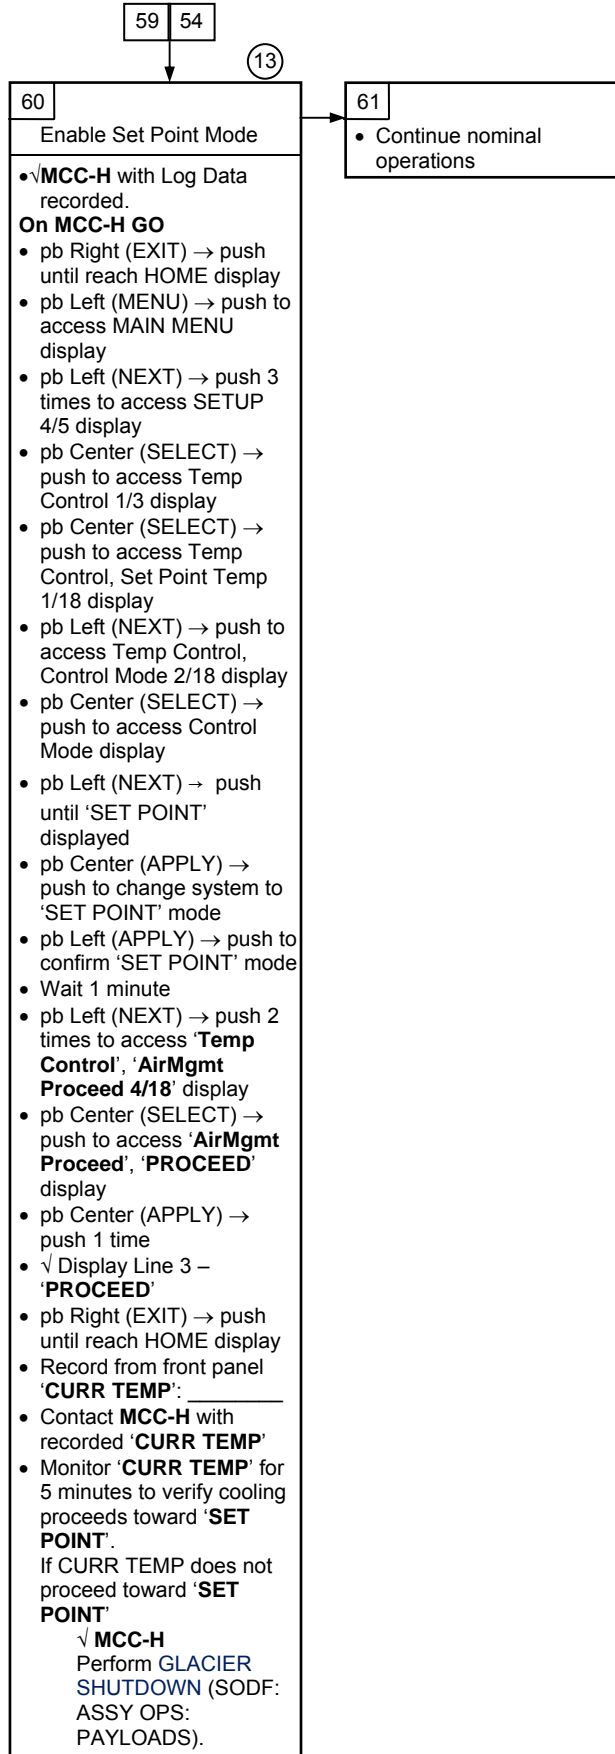 59 54
13
60
Enable Set Point Mode
•√MCC-H with Log Data
recorded.
On MCC-H GO
• pb Right (EXIT) → push
until reach HOME display
• pb Left (MENU) → push to
access MAIN MENU
display
• pb Left (NEXT) → push 3
times to access SETUP
4/5 display
• pb Center (SELECT) →
push to access Temp
Control 1/3 display
• pb Center (SELECT) →
push to access Temp
Control, Set Point Temp
1/18 display
• pb Left (NEXT) → push to
access Temp Control,
Control Mode 2/18 display
• pb Center (SELECT) →
push to access Control
Mode display
• pb Left (NEXT) → push
until ‘SET POINT’
displayed
• pb Center (APPLY) →
push to change system to
‘SET POINT’ mode
• pb Left (APPLY) → push to
confirm ‘SET POINT’ mode
• Wait 1 minute
• pb Left (NEXT) → push 2
times to access ‘Temp
Control’, ‘AirMgmt
Proceed 4/18’ display
• pb Center (SELECT) →
push to access ‘AirMgmt
Proceed’, ‘PROCEED’
display
• pb Center (APPLY) →
push 1 time
• √ Display Line 3 –
‘PROCEED’
• pb Right (EXIT) → push
until reach HOME display
• Record from front panel
‘CURR TEMP’: ________
• Contact MCC-H with
recorded ‘CURR TEMP’
• Monitor ‘CURR TEMP’ for
5 minutes to verify cooling
proceeds toward ‘SET
POINT’.
If CURR TEMP does not
proceed toward ‘SET
POINT’
√ MCC-H
Perform GLACIER
SHUTDOWN (SODF:
ASSY OPS:
PAYLOADS).
61
• Continue nominal
operations